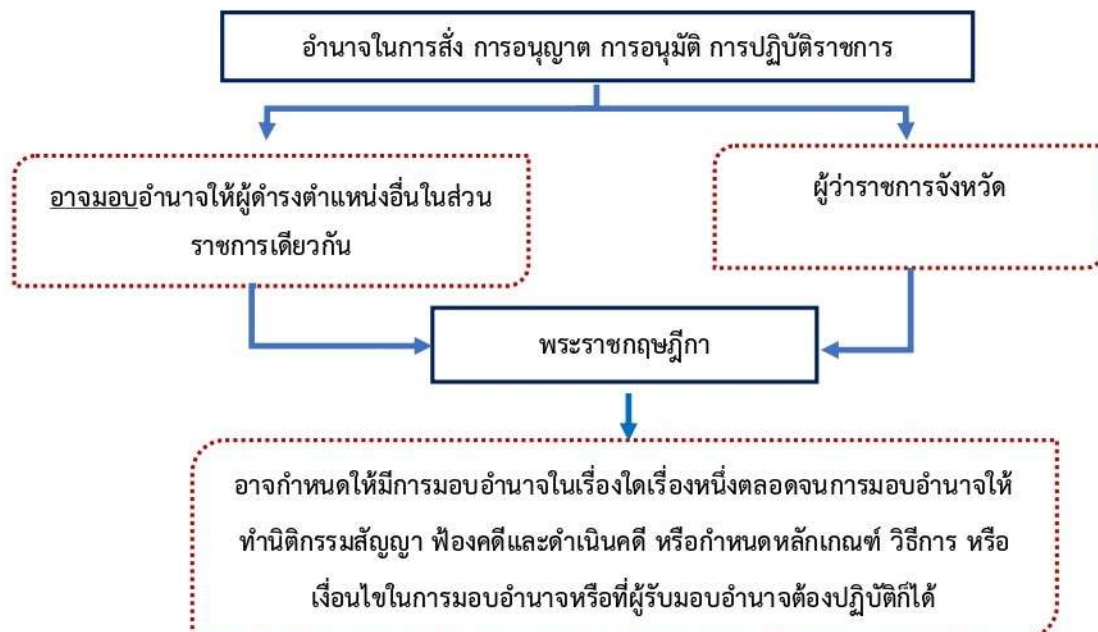 อำนาจในการสั่ง การอนุญาต การอนุมัติ การปฏิบัติราชการ
อาจมอบอำนาจให้ผู้ดำรงตำแหน่งอื่นในส่วน
ราชการเดียวกัน
ผู้ว่าราชการจังหวัด
พระราชกฤษฎีกา
อาจกำหนดให้มีการมอบอำนาจในเรื่องใดเรื่องหนึ่งตลอดจนการมอบอำนาจให้
ทำนิติกรรมสัญญา ฟ้องคดีและดำเนินคดี หรือกำหนดหลักเกณฑ์ วิธีการ หรือ
เงื่อนไขในการมอบอำนาจหรือที่ผู้รับมอบอำนาจต้องปฏิบัติก็ได้